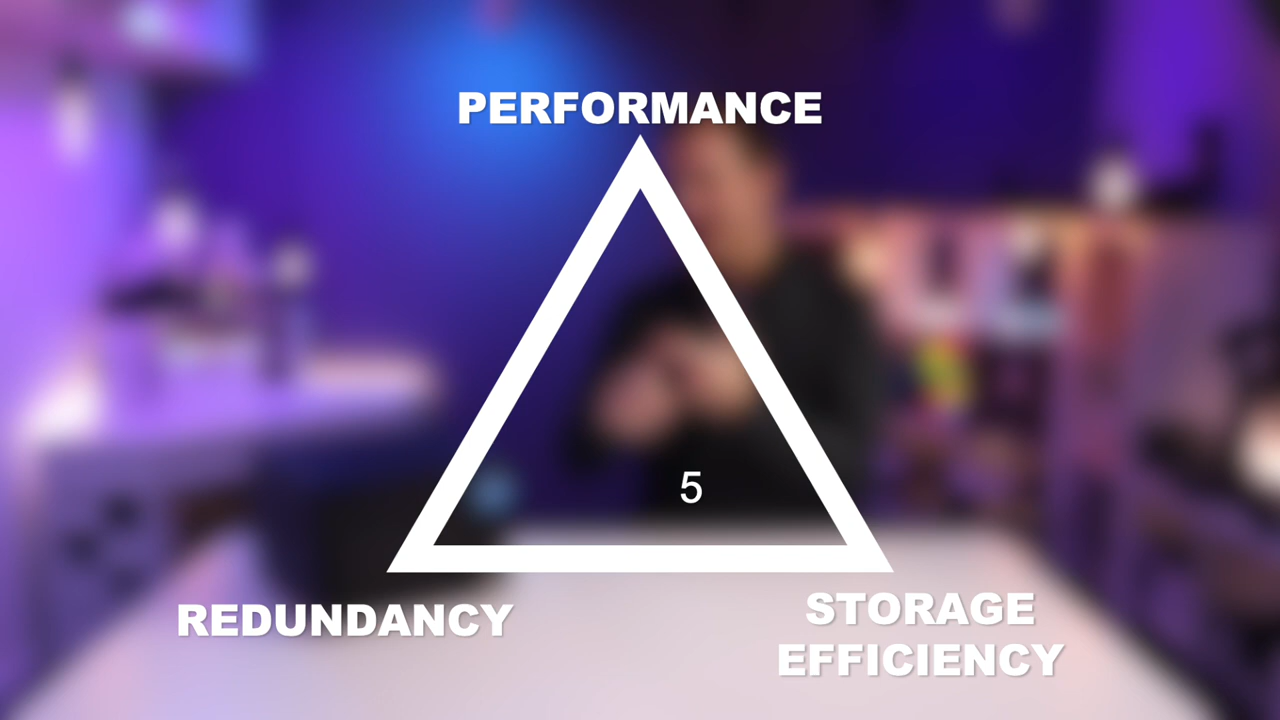 PERFORMANCE
5
REDUNDANCY
STORAGE
EFFICIENCY